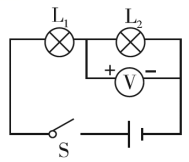 L₁ L₂
+ V −
S